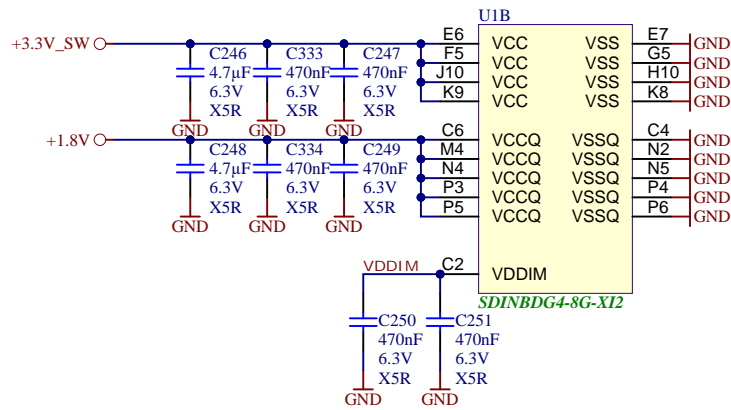 U1B
+3.3V_SW
E6 VCC VSS E7 GND
F5 VCC VSS G5 GND
J10 VCC VSS H10 GND
K9 VCC VSS K8 GND
C246 C333 C247
4.7µF 470nF 470nF
6.3V 6.3V 6.3V
X5R X5R X5R
GND GND GND
+1.8V
C6 VCCQ VSSQ C4 GND
M4 VCCQ VSSQ N2 GND
N4 VCCQ VSSQ N5 GND
P3 VCCQ VSSQ P4 GND
P5 VCCQ VSSQ P6 GND
C248 C334 C249
4.7µF 470nF 470nF
6.3V 6.3V 6.3V
X5R X5R X5R
GND GND GND
VDDIM C2 VDDIM
SDINBDG4-8G-XI2
C250 C251
470nF 470nF
6.3V 6.3V
X5R X5R
GND GND